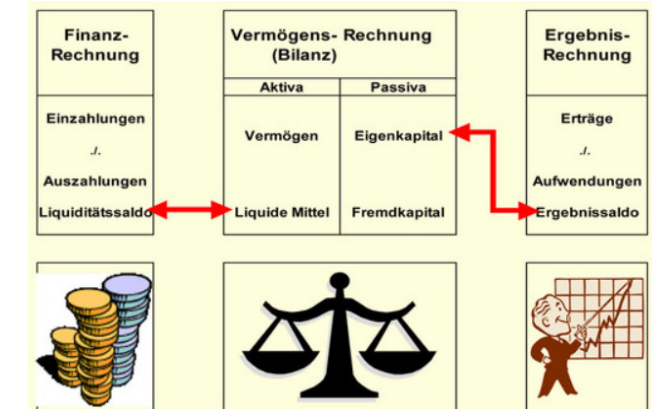 Finanz-
Rechnung
Einzahlungen
./.
Auszahlungen
Liquiditätssaldo
Vermögens- Rechnung
(Bilanz)
Aktiva
Passiva
Vermögen
Eigenkapital
Liquide Mittel
Fremdkapital
Ergebnis-
Rechnung
Erträge
./.
Aufwendungen
Ergebnissaldo